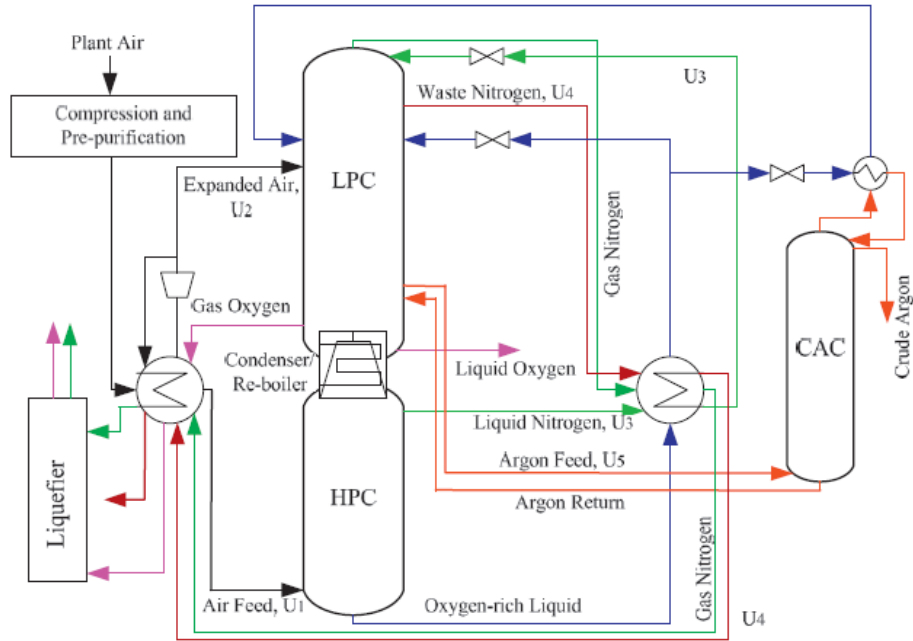 Plant Air
Compression and
Pre-purification
Waste Nitrogen, U4
U3
LPC
Expanded Air,
U2
Gas Nitrogen
Gas Oxygen
Condenser/
Re-boiler
Liquid Oxygen
CAC
Crude Argon
Liquid Nitrogen, U3
Argon Feed, U5
Argon Return
HPC
Liquefier
Gas Nitrogen
Air Feed, U1
Oxygen-rich Liquid
U4